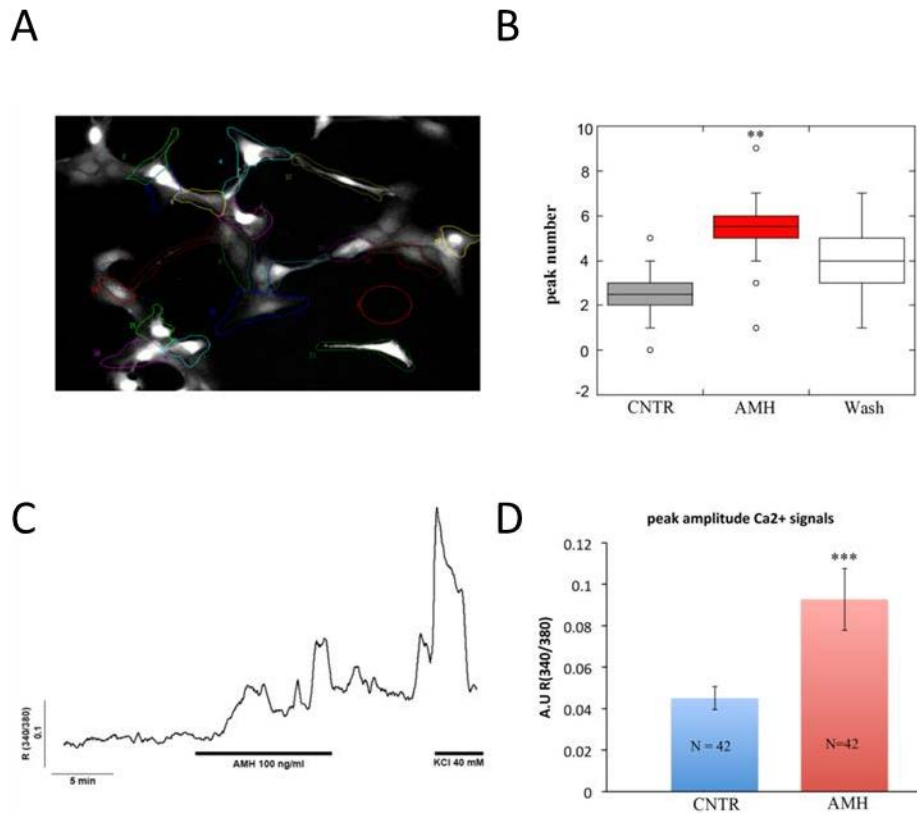 A
B
10
8
6
4
2
0
-2
peak number
**
CNTR
AMH
Wash
C
R (340/380)
0.1
5 min
AMH 100 ng/ml
KCl 40 mM
D
peak amplitude Ca2+ signals
0.12
0.1
0.08
0.06
0.04
0.02
0
A.U R(340/380)
***
N = 42
N=42
CNTR
AMH